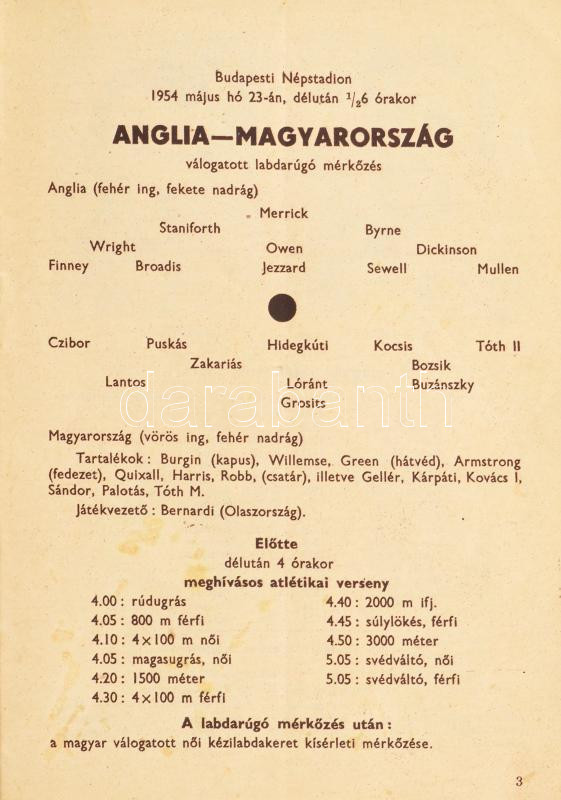 Budapesti Népstadion
1954 május hó 23-án, délután 1/26 órakor
ANGLIA—MAGYARORSZÁG
válogatott labdarúgó mérkőzés
Anglia (fehér ing, fekete nadrág)
Merrick
Staniforth Byrne
Wright Owen Dickinson
Finney Broadis Jezzard Sewell Mullen
Czibor Puskás Hidegkúti Kocsis Tóth II
Zakariás Bozsik
Lantos Lóránt Buzánszky
darabanth
Grosits
Magyarország (vörös ing, fehér nadrág)
Tartalékok: Burgin (kapus), Willemse, Green (hátvéd), Armstrong
(fedezet), Quixall, Harris, Robb, (csatár), illetve Gellér, Kárpáti, Kovács I,
Sándor, Palotás, Tóth M.
Játékvezető: Bernardi (Olaszország).
Előtte
délután 4 órakor
meghívásos atlétikai verseny
4.00: rúdugrás
4.05: 800 m férfi
4.10: 4×100 m női
4.05: magasugrás, női
4.20: 1500 méter
4.30: 4×100 m férfi
4.40: 2000 m ifj.
4.45: súlylökés, férfi
4.50: 3000 méter
5.05: svédváltó, női
5.05: svédváltó, férfi
A labdarúgó mérkőzés után:
a magyar válogatott női kézilabdakeret kísérleti mérkőzése.
3